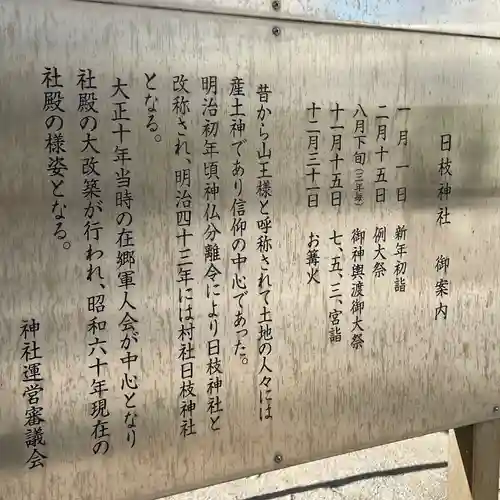 日枝神社 御案内
一月一日 新年初詣
二月十五日 例大祭
八月下旬(三年毎) 御神輿渡御大祭
十一月十五日 七、五、三、宮詣
十二月三十一日 お篝火
昔から山王様と呼称されて土地の人々には
産土神であり信仰の中心であった。
明治初年頃神仏分離令により日枝神社と
改称され、明治四十三年には村社日枝神社
となる。
大正十年当時の在郷軍人会が中心となり
社殿の大改築が行われ、昭和六十年現在の
社殿の様姿となる。
神社運営審議会